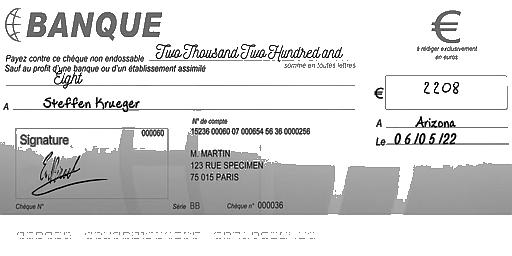 BANQUE
€
à rédiger exclusivement
en euros
Payez contre ce chèque non endossable Two Thousand Two Hundred and
Sauf au profit d'une banque ou d'un établissement assimilé
somme en toutes lettres
Eight
€ 2208
A Steffen Krueger
A Arizona
Le 06/05/22
Signature
000060
N° de compte
15236 00060 07 000654 56 36 0000256
M. MARTIN
123 RUE SPECIMEN
75 015 PARIS
Chèque N° Série BB Chèque n° 000036